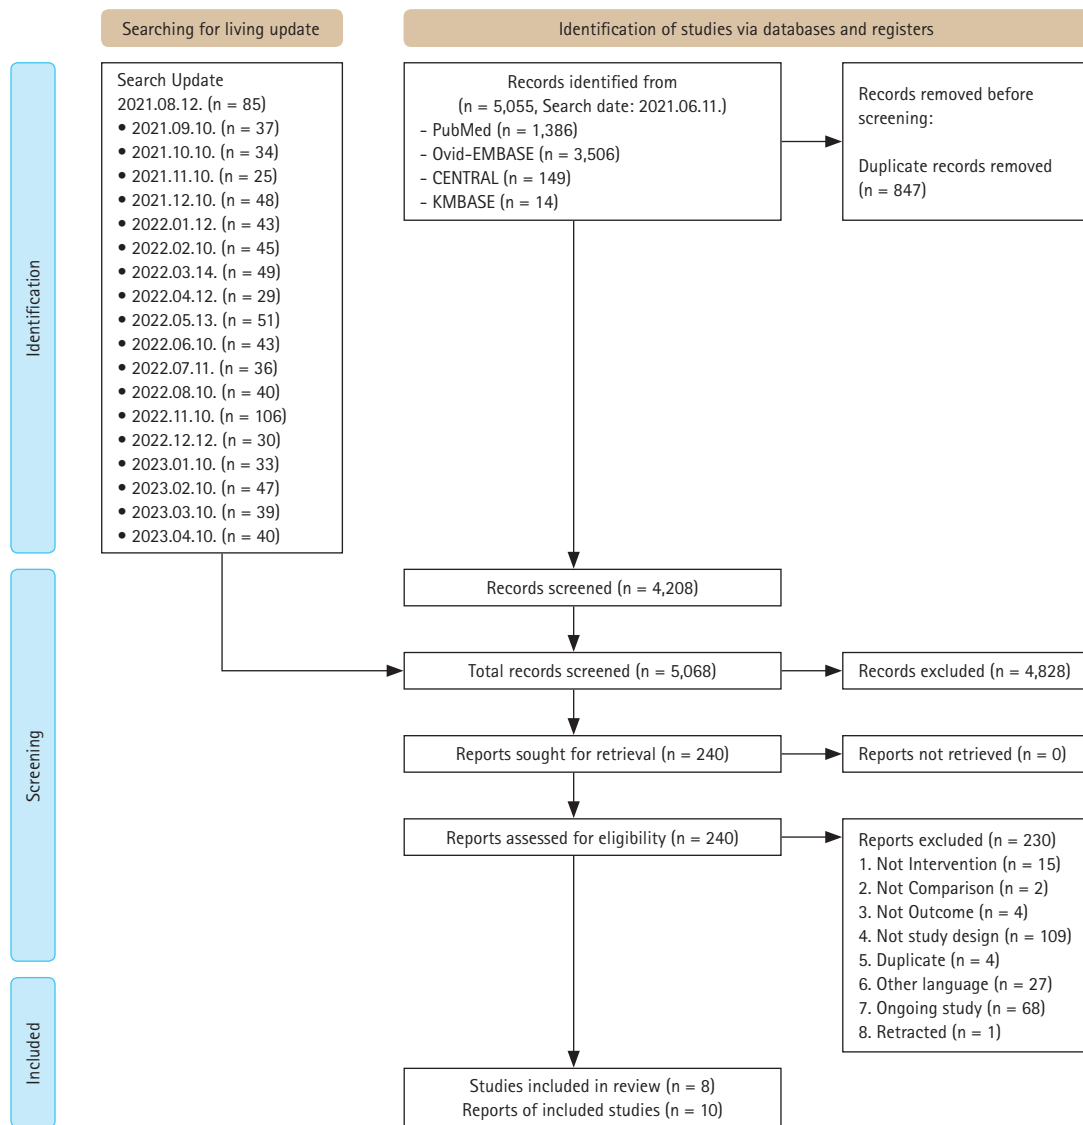 Searching for living update
Identification of studies via databases and registers
Identification
Search Update
2021.08.12. (n = 85)
• 2021.09.10. (n = 37)
• 2021.10.10. (n = 34)
• 2021.11.10. (n = 25)
• 2021.12.10. (n = 48)
• 2022.01.12. (n = 43)
• 2022.02.10. (n = 45)
• 2022.03.14. (n = 49)
• 2022.04.12. (n = 29)
• 2022.05.13. (n = 51)
• 2022.06.10. (n = 43)
• 2022.07.11. (n = 36)
• 2022.08.10. (n = 40)
• 2022.11.10. (n = 106)
• 2022.12.12. (n = 30)
• 2023.01.10. (n = 33)
• 2023.02.10. (n = 47)
• 2023.03.10. (n = 39)
• 2023.04.10. (n = 40)
Records identified from
(n = 5,055, Search date: 2021.06.11.)
- PubMed (n = 1,386)
- Ovid-EMBASE (n = 3,506)
- CENTRAL (n = 149)
- KMBASE (n = 14)
Records removed before
screening:
Duplicate records removed
(n = 847)
Screening
Records screened (n = 4,208)
Total records screened (n = 5,068)
Records excluded (n = 4,828)
Reports sought for retrieval (n = 240)
Reports not retrieved (n = 0)
Reports assessed for eligibility (n = 240)
Reports excluded (n = 230)
1. Not Intervention (n = 15)
2. Not Comparison (n = 2)
3. Not Outcome (n = 4)
4. Not study design (n = 109)
5. Duplicate (n = 4)
6. Other language (n = 27)
7. Ongoing study (n = 68)
8. Retracted (n = 1)
Included
Studies included in review (n = 8)
Reports of included studies (n = 10)